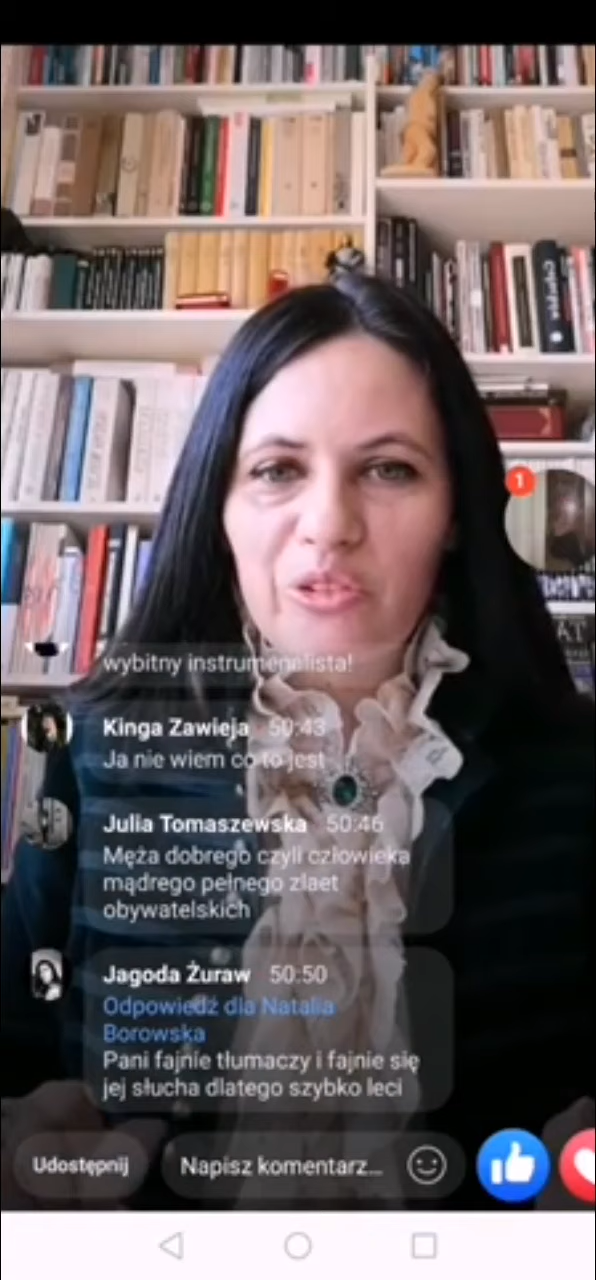 1
wybitny instrumentalista!
Kinga Zawieja 50:43
Ja nie wiem co to jest
Julia Tomaszewska 50:46
Męża dobrego czyli człowieka
mądrego pełnego zlaet
obywatelskich
Jagoda Żuraw 50:50
Odpowiedź dla Natalia
Borowska
Pani fajnie tłumaczy i fajnie się
jej słucha dlatego szybko leci
Udostępnij
Napisz komentarz...